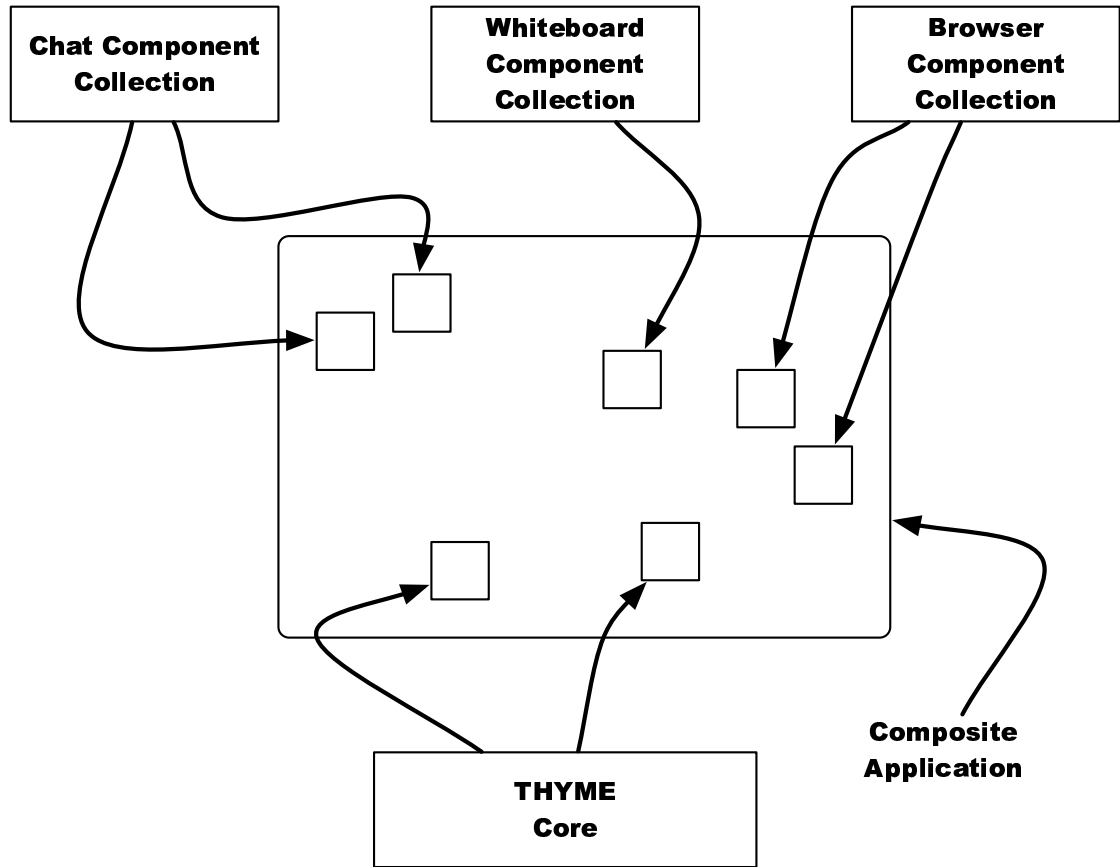 Chat Component
Collection
Whiteboard
Component
Collection
Browser
Component
Collection
Composite
Application
THYME
Core